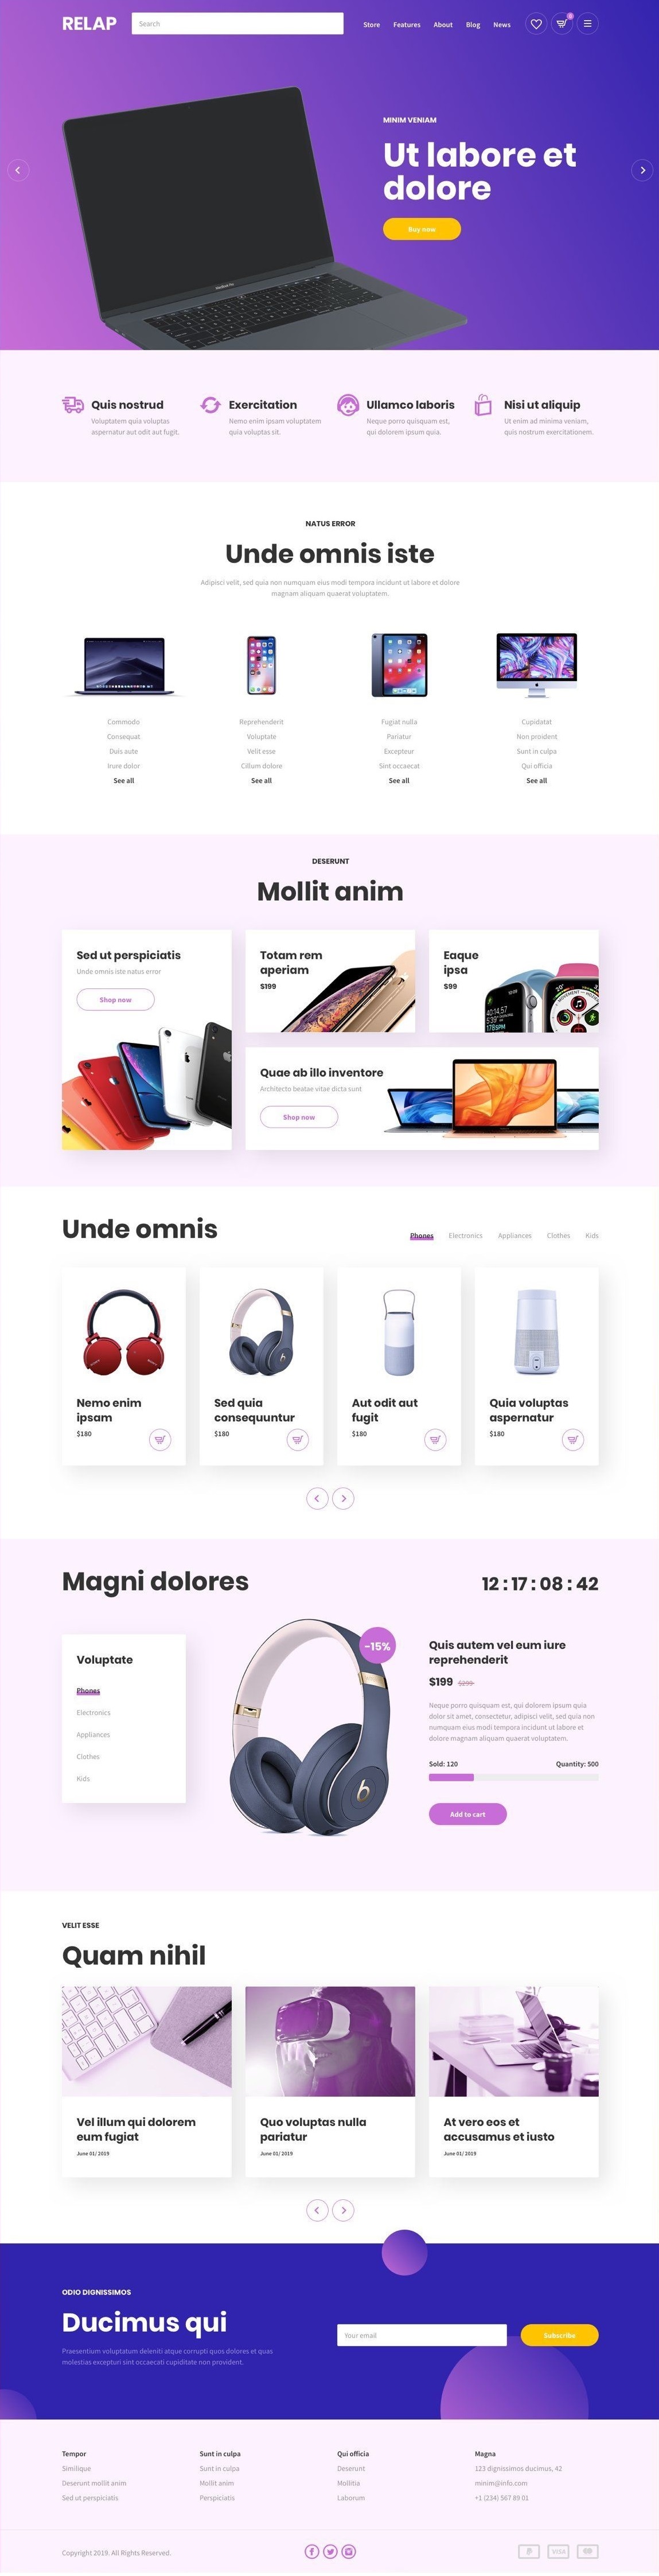 RELAP
Search
Store Features About Blog News
0
MINIM VENIAM
Ut labore et
dolore
Buy now
MacBook Pro
Quis nostrud
Voluptatem quia voluptas
aspernatur aut odit aut fugit.
Exercitation
Nemo enim ipsam voluptatem
quia voluptas sit.
Ullamco laboris
Neque porro quisquam est,
qui dolorem ipsum quia.
Nisi ut aliquip
Ut enim ad minima veniam,
quis nostrum exercitationem.
NATUS ERROR
Unde omnis iste
Adipisci velit, sed quia non numquam eius modi tempora incidunt ut labore et dolore
magnam aliquam quaerat voluptatem.
Commodo
Consequat
Duis aute
Irure dolor
See all
Reprehenderit
Voluptate
Velit esse
Cillum dolore
See all
Fugiat nulla
Pariatur
Excepteur
Sint occaecat
See all
Cupidatat
Non proident
Sunt in culpa
Qui officia
See all
DESERUNT
Mollit anim
Sed ut perspiciatis
Unde omnis iste natus error
Shop now
Totam rem
aperiam
$199
Eaque
ipsa
$99
Quae ab illo inventore
Architecto beatae vitae dicta sunt
Shop now
Unde omnis
Phones Electronics Appliances Clothes Kids
Nemo enim
ipsam
$180
Sed quia
consequuntur
$180
Aut odit aut
fugit
$180
Quia voluptas
aspernatur
$180
Magni dolores
12 : 17 : 08 : 42
Voluptate
Phones
Electronics
Appliances
Clothes
Kids
-15%
Quis autem vel eum iure
reprehenderit
$199 $299
Neque porro quisquam est, qui dolorem ipsum quia
dolor sit amet, consectetur, adipisci velit, sed quia non
numquam eius modi tempora incidunt ut labore et
dolore magnam aliquam quaerat voluptatem.
Sold: 120 Quantity: 500
Add to cart
VELIT ESSE
Quam nihil
Vel illum qui dolorem
eum fugiat
June 01/ 2019
Quo voluptas nulla
pariatur
June 01/ 2019
At vero eos et
accusamus et iusto
June 01/ 2019
ODIO DIGNISSIMOS
Ducimus qui
Praesentium voluptatum deleniti atque corrupti quos dolores et quas
molestias excepturi sint occaecati cupiditate non provident.
Your email
Subscribe
Tempor
Similique
Deserunt mollit anim
Sed ut perspiciatis
Sunt in culpa
Sunt in culpa
Mollit anim
Perspiciatis
Qui officia
Deserunt
Mollitia
Laborum
Magna
123 dignissimos ducimus, 42
minim@info.com
+1 (234) 567 89 01
Copyright 2019. All Rights Reserved.
VISA